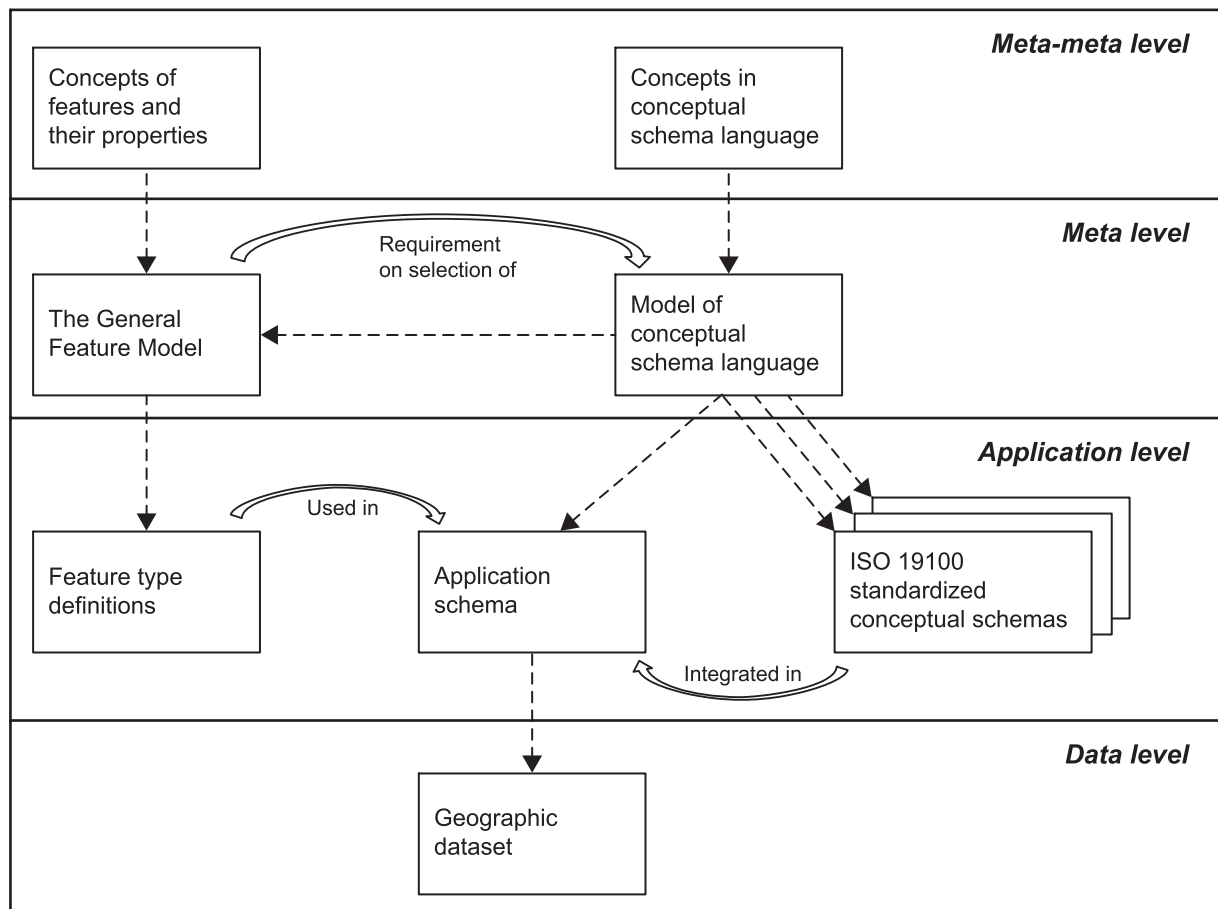 Meta-meta level
Concepts of
features and
their properties
Concepts in
conceptual
schema language
Meta level
Requirement
on selection of
The General
Feature Model
Model of
conceptual
schema language
Application level
Used in
Feature type
definitions
Application
schema
ISO 19100
standardized
conceptual schemas
Integrated in
Data level
Geographic
dataset